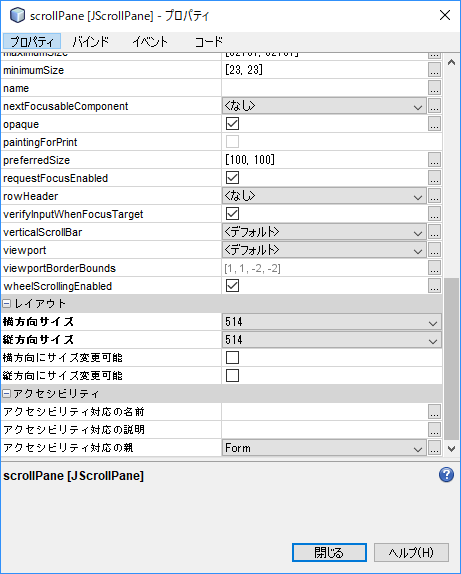 scrollPane [JScrollPane] - プロパティ
プロパティ バインド イベント コード
minimumSize [23, 23]
name
nextFocusableComponent <なし>
opaque
paintingForPrint
preferredSize [100, 100]
requestFocusEnabled
rowHeader <なし>
verifyInputWhenFocusTarget
verticalScrollBar <デフォルト>
viewport <デフォルト>
viewportBorderBounds [1, 1, -2, -2]
wheelScrollingEnabled
レイアウト
横方向サイズ 514
縦方向サイズ 514
横方向にサイズ変更可能
縦方向にサイズ変更可能
アクセシビリティ
アクセシビリティ対応の名前
アクセシビリティ対応の説明
アクセシビリティ対応の親 Form
scrollPane [JScrollPane]
閉じる ヘルプ(H)